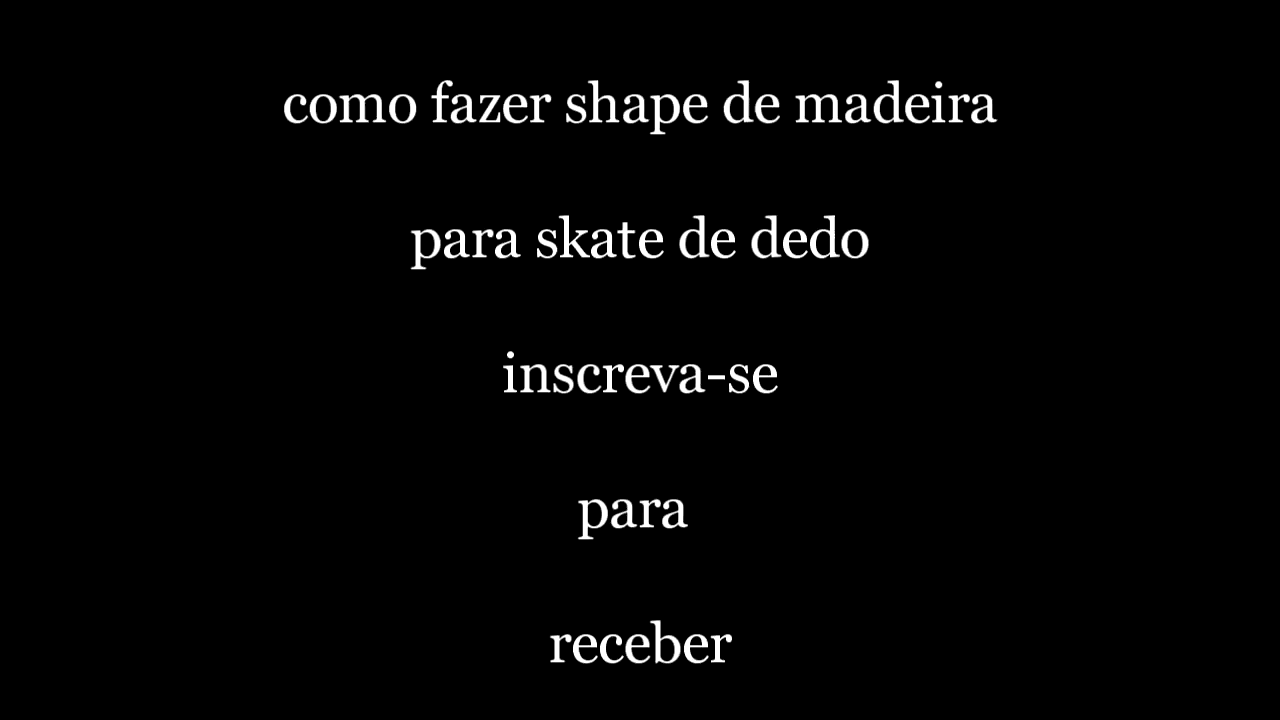 como fazer shape de madeira
para skate de dedo
inscreva-se
para
receber